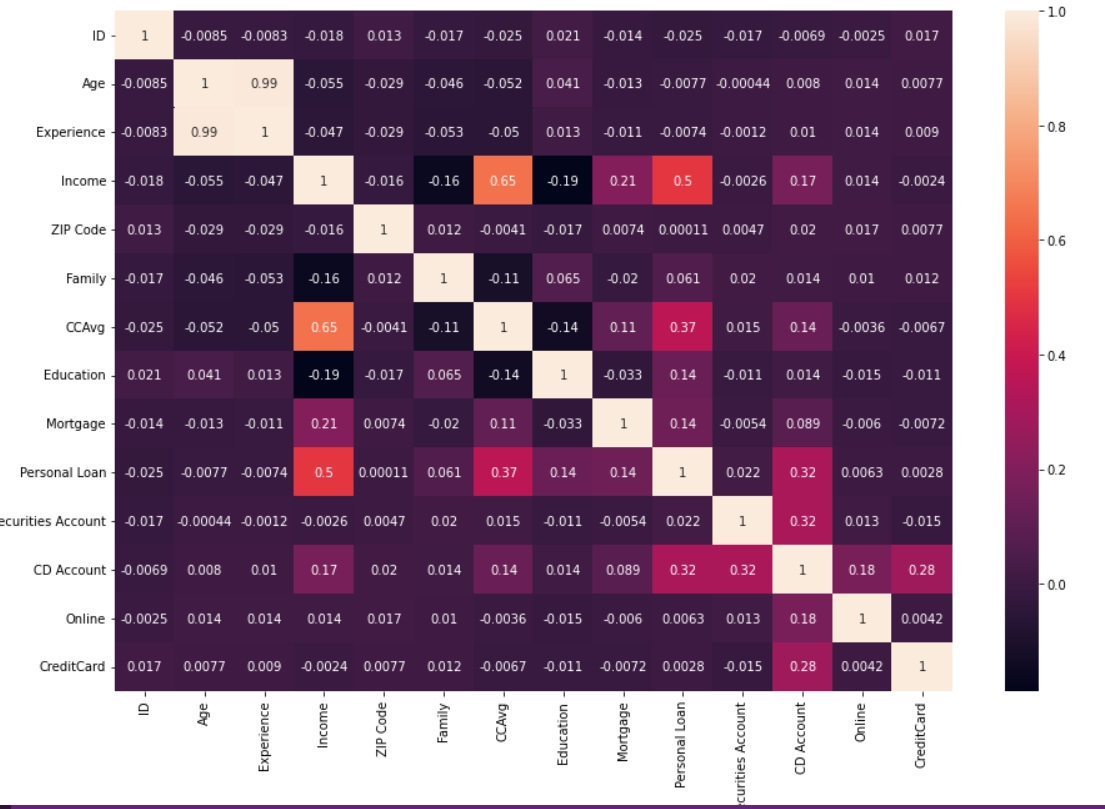 ID 1 -0.0085 -0.0083 -0.018 0.013 -0.017 -0.025 0.021 -0.014 -0.025 -0.017 -0.0069 -0.0025 0.017
Age -0.0085 1 0.99 -0.055 -0.029 -0.046 -0.052 0.041 -0.013 -0.0077 -0.00044 0.008 0.014 0.0077
Experience -0.0083 0.99 1 -0.047 -0.029 -0.053 -0.05 0.013 -0.011 -0.0074 -0.0012 0.01 0.014 0.009
Income -0.018 -0.055 -0.047 1 -0.016 -0.16 0.65 -0.19 0.21 0.5 -0.0026 0.17 0.014 -0.0024
ZIP Code 0.013 -0.029 -0.029 -0.016 1 0.012 -0.0041 -0.017 0.0074 0.00011 0.0047 0.02 0.017 0.0077
Family -0.017 -0.046 -0.053 -0.16 0.012 1 -0.11 0.065 -0.02 0.061 0.02 0.014 0.01 0.012
CCAvg -0.025 -0.052 -0.05 0.65 -0.0041 -0.11 1 -0.14 0.11 0.37 0.015 0.14 -0.0036 -0.0067
Education 0.021 0.041 0.013 -0.19 -0.017 0.065 -0.14 1 -0.033 0.14 -0.011 0.014 -0.015 -0.011
Mortgage -0.014 -0.013 -0.011 0.21 0.0074 -0.02 0.11 -0.033 1 0.14 -0.0054 0.089 -0.006 -0.0072
Personal Loan -0.025 -0.0077 -0.0074 0.5 0.00011 0.061 0.37 0.14 0.14 1 0.022 0.32 0.0063 0.0028
ecurities Account -0.017 -0.00044 -0.0012 -0.0026 0.0047 0.02 0.015 -0.011 -0.0054 0.022 1 0.32 0.013 -0.015
CD Account -0.0069 0.008 0.01 0.17 0.02 0.014 0.14 0.014 0.089 0.32 0.32 1 0.18 0.28
Online -0.0025 0.014 0.014 0.014 0.017 0.01 -0.0036 -0.015 -0.006 0.0063 0.013 0.18 1 0.0042
CreditCard 0.017 0.0077 0.009 -0.0024 0.0077 0.012 -0.0067 -0.011 -0.0072 0.0028 -0.015 0.28 0.0042 1
ID
Age
Experience
Income
ZIP Code
Family
CCAvg
Education
Mortgage
Personal Loan
curities Account
CD Account
Online
CreditCard
1.0
0.8
0.6
0.4
0.2
0.0